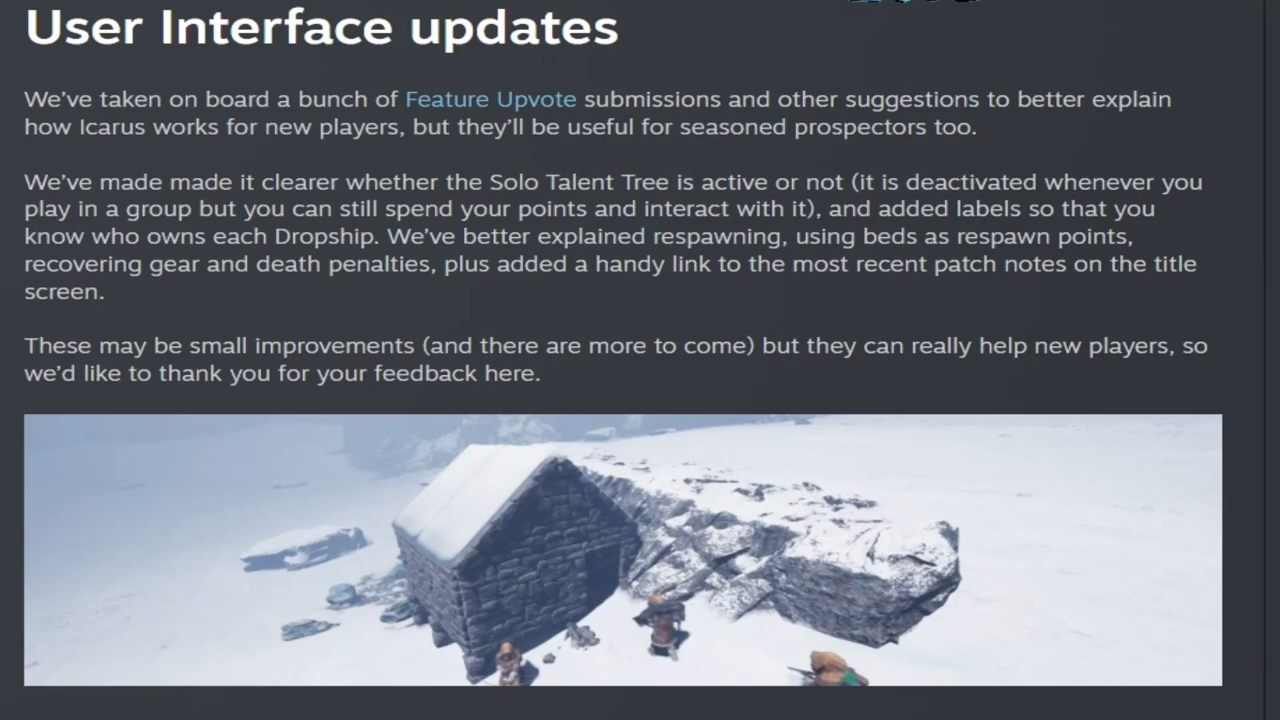 User Interface updates
We've taken on board a bunch of Feature Upvote submissions and other suggestions to better explain
how Icarus works for new players, but they'll be useful for seasoned prospectors too.
We've made made it clearer whether the Solo Talent Tree is active or not (it is deactivated whenever you
play in a group but you can still spend your points and interact with it), and added labels so that you
know who owns each Dropship. We've better explained respawning, using beds as respawn points,
recovering gear and death penalties, plus added a handy link to the most recent patch notes on the title
screen.
These may be small improvements (and there are more to come) but they can really help new players, so
we'd like to thank you for your feedback here.